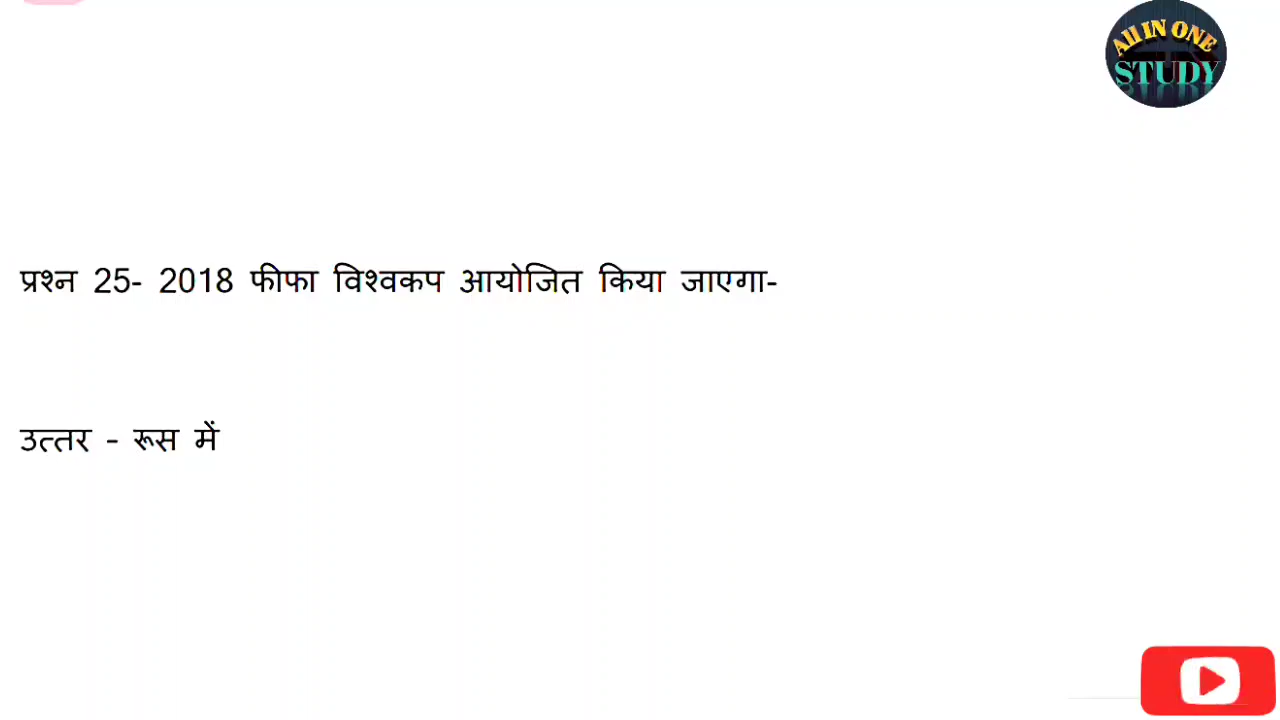 All IN ONE
STUDY
प्रश्न 25- 2018 फीफा विश्वकप आयोजित किया जाएगा-
उत्तर - रूस में